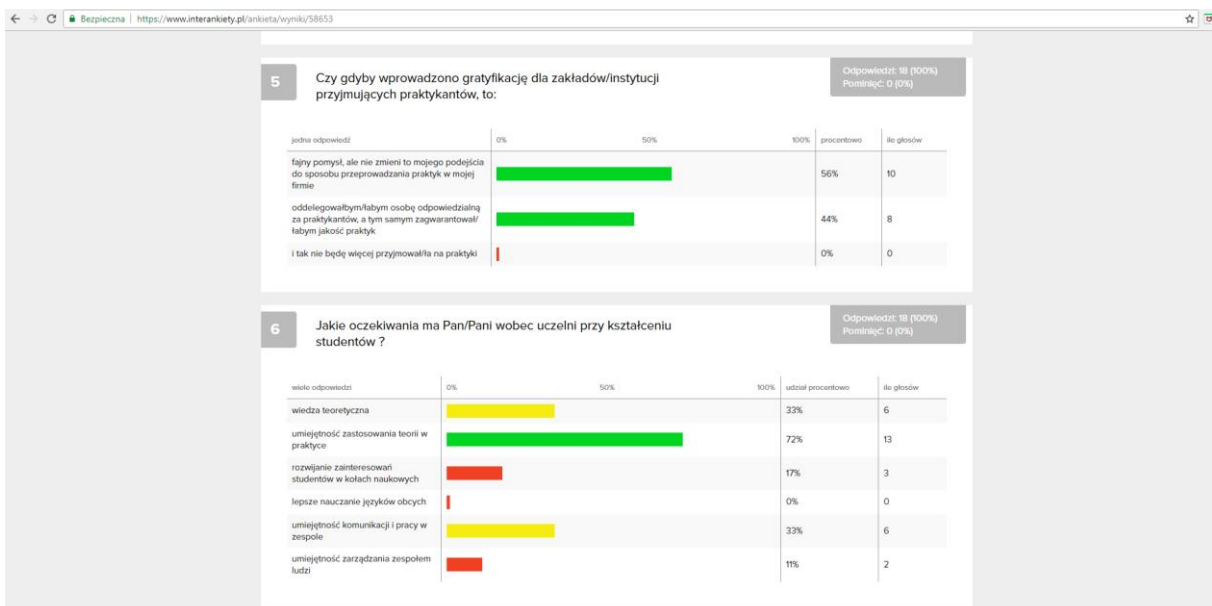 Bezpieczna | https://www.interankiety.pl/ankieta/wyniki/58653
5
Czy gdyby wprowadzono gratyfikację dla zakładów/instytucji
przyjmujących praktykantów, to:
Odpowiedzi: 18 (100%)
Pominięć: 0 (0%)
jedna odpowiedź 0% 50% 100% procentowo ile głosów
fajny pomysł, ale nie zmieni to mojego podejścia
do sposobu przeprowadzania praktyk w mojej
firmie
56% 10
oddelegowałbym/łabym osobę odpowiedzialną
za praktykantów, a tym samym zagwarantował/
łabym jakość praktyk
44% 8
i tak nie będę więcej przyjmował/ła na praktyki 0% 0
6
Jakie oczekiwania ma Pan/Pani wobec uczelni przy kształceniu
studentów ?
Odpowiedzi: 18 (100%)
Pominięć: 0 (0%)
wiele odpowiedzi 0% 50% 100% udział procentowo ile głosów
wiedza teoretyczna 33% 6
umiejętność zastosowania teorii w
praktyce
72% 13
rozwijanie zainteresowań
studentów w kołach naukowych
17% 3
lepsze nauczanie języków obcych 0% 0
umiejętność komunikacji i pracy w
zespole
33% 6
umiejętność zarządzania zespołem
ludzi
11% 2